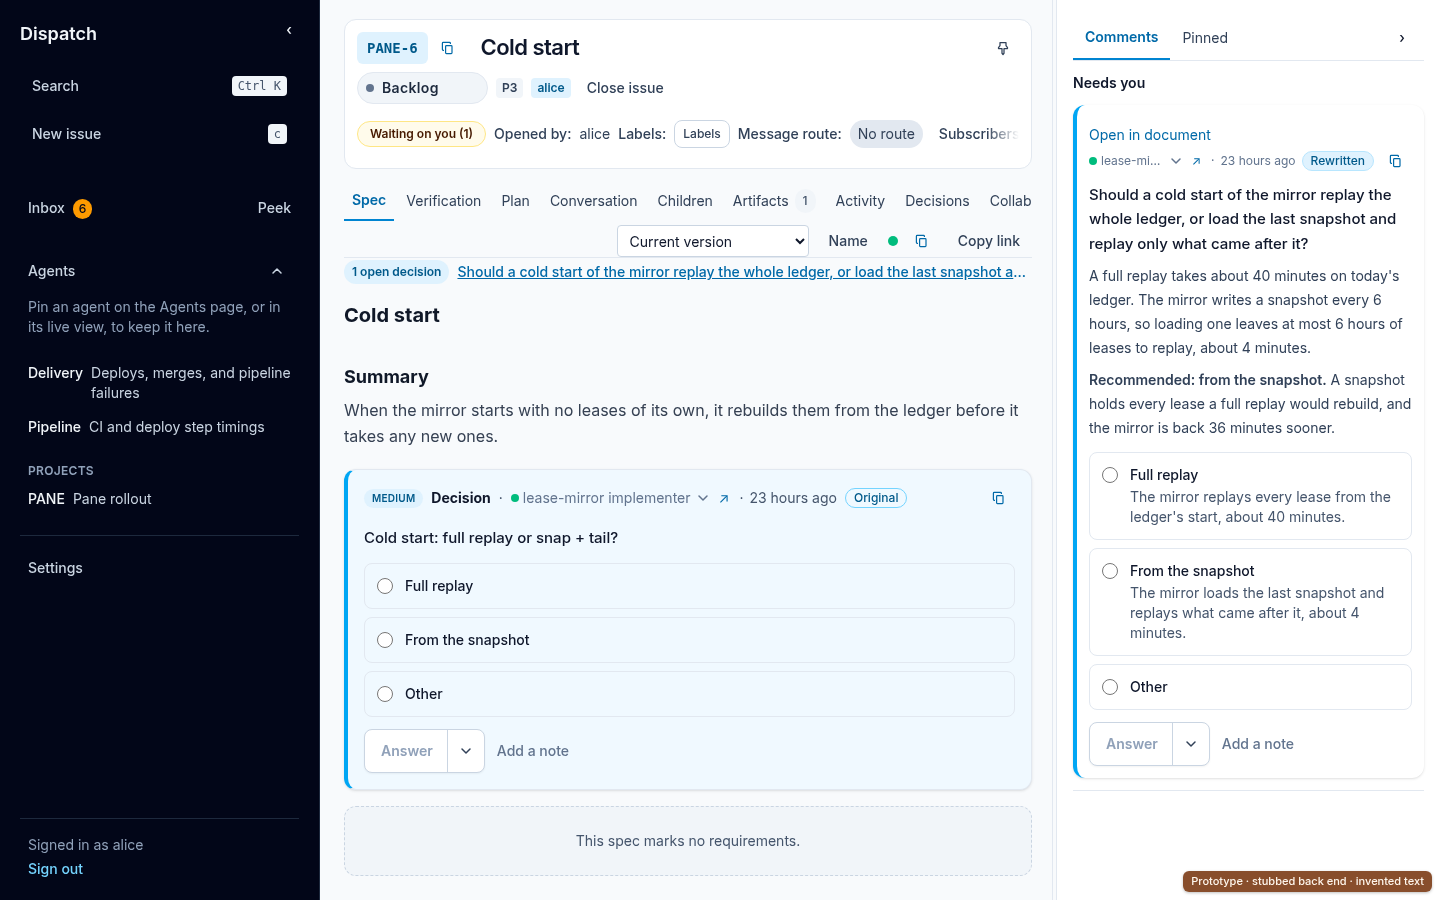 Dispatch
Search
Ctrl K
New issue
c
Inbox 6
Peek
Agents
Pin an agent on the Agents page, or in
its live view, to keep it here.
Delivery Deploys, merges, and pipeline
failures
Pipeline CI and deploy step timings
PROJECTS
PANE Pane rollout
Settings
Signed in as alice
Sign out
PANE-6
Cold start
Backlog
P3
alice
Close issue
Waiting on you (1)
Opened by: alice Labels: Labels Message route: No route Subscribers
Spec Verification Plan Conversation Children Artifacts 1 Activity Decisions Collab
Current version
Name
Copy link
1 open decision
Should a cold start of the mirror replay the whole ledger, or load the last snapshot a...
Cold start
Summary
When the mirror starts with no leases of its own, it rebuilds them from the ledger before it
takes any new ones.
MEDIUM Decision · lease-mirror implementer · 23 hours ago Original
Cold start: full replay or snap + tail?
Full replay
From the snapshot
Other
Answer
Add a note
This spec marks no requirements.
Comments
Pinned
Needs you
Open in document
lease-mi... · 23 hours ago Rewritten
Should a cold start of the mirror replay the
whole ledger, or load the last snapshot and
replay only what came after it?
A full replay takes about 40 minutes on today's
ledger. The mirror writes a snapshot every 6
hours, so loading one leaves at most 6 hours of
leases to replay, about 4 minutes.
Recommended: from the snapshot. A snapshot
holds every lease a full replay would rebuild, and
the mirror is back 36 minutes sooner.
Full replay
The mirror replays every lease from the
ledger's start, about 40 minutes.
From the snapshot
The mirror loads the last snapshot and
replays what came after it, about 4
minutes.
Other
Answer
Add a note
Prototype · stubbed back end · invented text